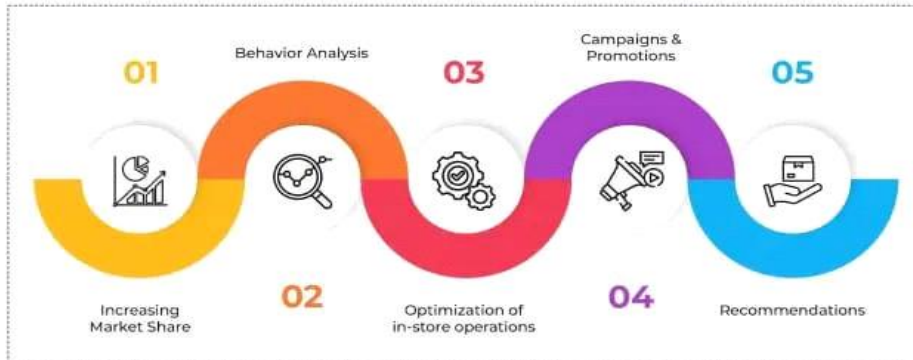 01
Increasing
Market Share
Behavior Analysis
02
03
Optimization of
in-store operations
Campaigns &
Promotions
04
05
Recommendations